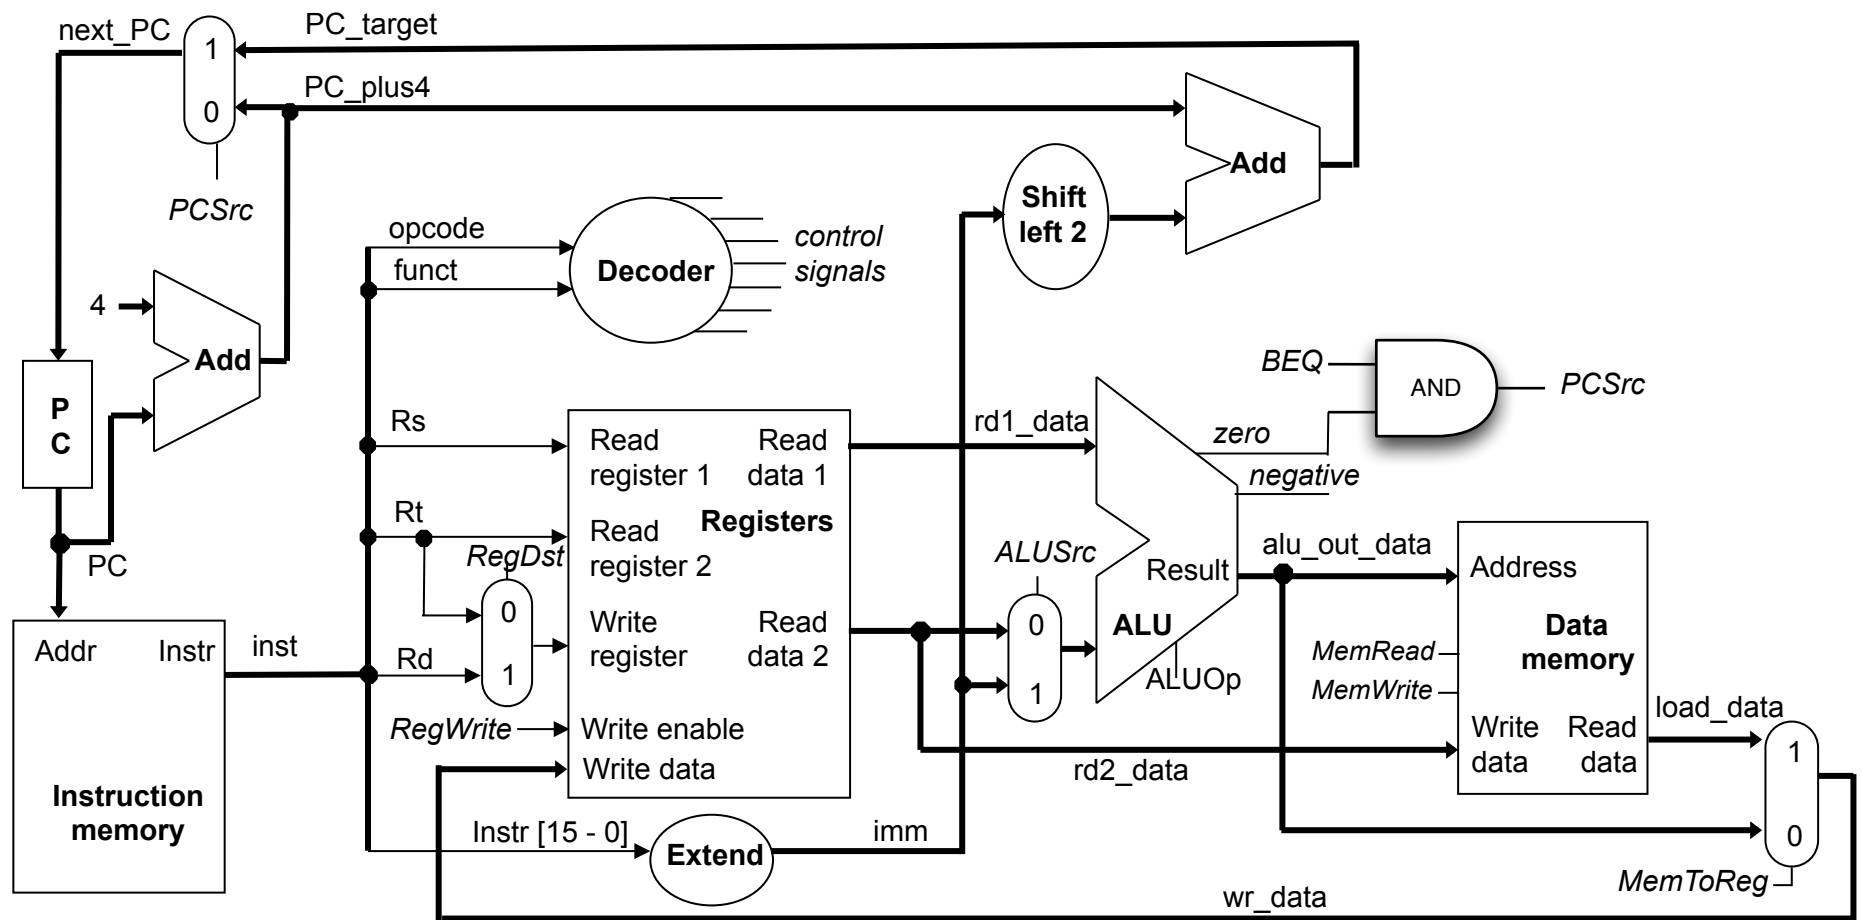 next_PC
PC_target
1
PC_plus4
0
PCSrc
4
Add
P
C
PC
Addr
Instr
inst
Instruction
memory
opcode
funct
Decoder
control
signals
Shift
left 2
Add
Rs
Rt
RegDst
0
1
Rd
RegWrite
Read
register 1
Read
data 1
Registers
Read
register 2
Write
register
Read
data 2
Write enable
Write data
Instr [15 - 0]
Extend
imm
rd1_data
ALUSrc
0
1
zero
negative
Result
ALU
ALUOp
BEQ
AND
PCSrc
alu_out_data
Address
Data
memory
MemRead
MemWrite
Write
data
Read
data
rd2_data
load_data
1
0
MemToReg
wr_data